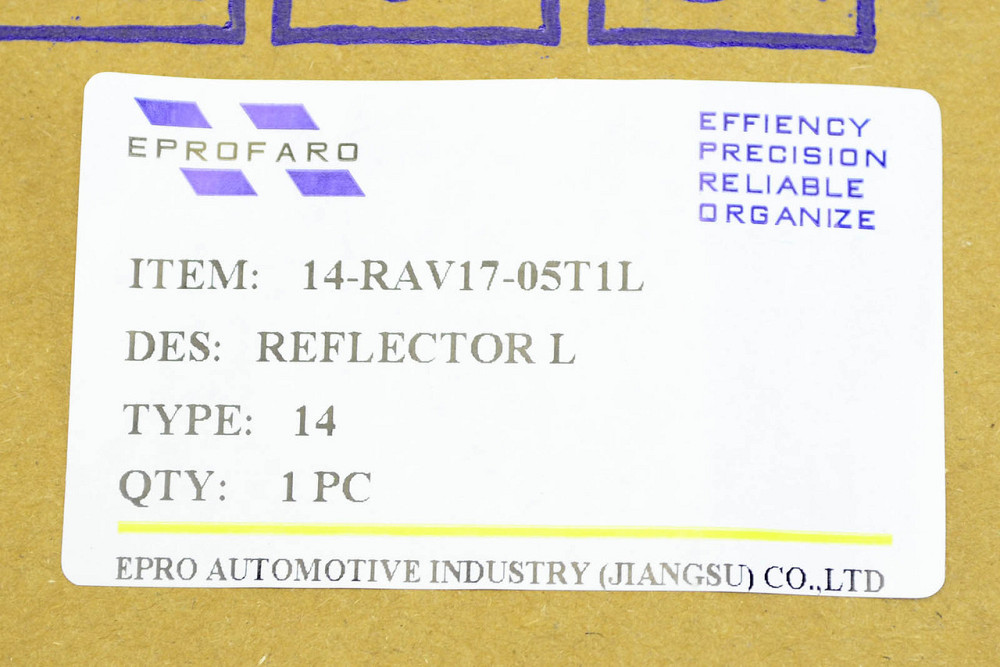 EPROFARO
EFFIENCY
PRECISION
RELIABLE
ORGANIZE
ITEM: 14-RAV17-05T1L
DES: REFLECTOR L
TYPE: 14
QTY: 1 PC
EPRO AUTOMOTIVE INDUSTRY (JIANGSU) CO.,LTD